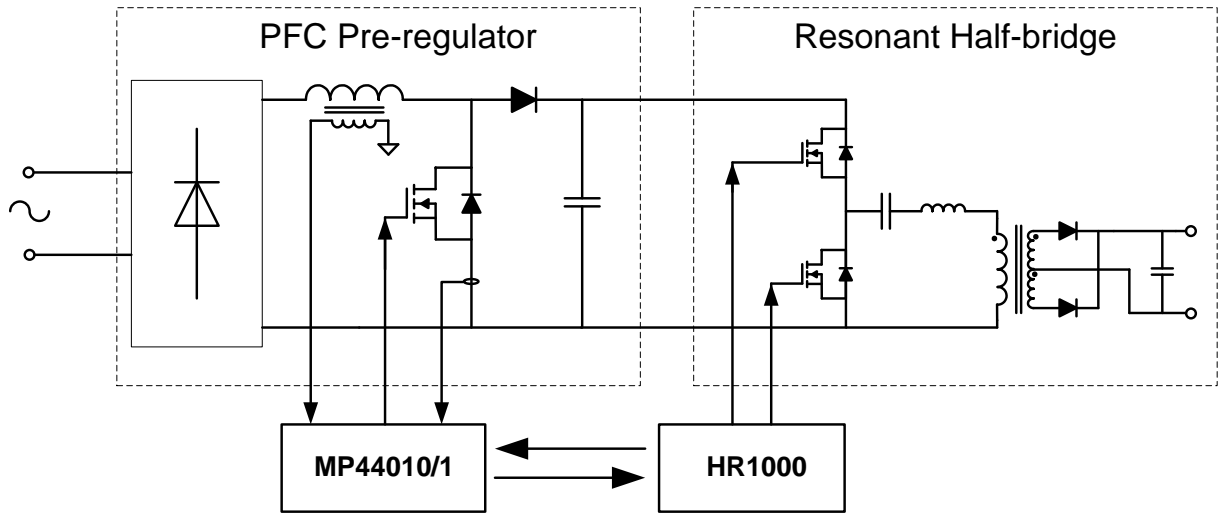 PFC Pre-regulator
Resonant Half-bridge
MP44010/1
HR1000